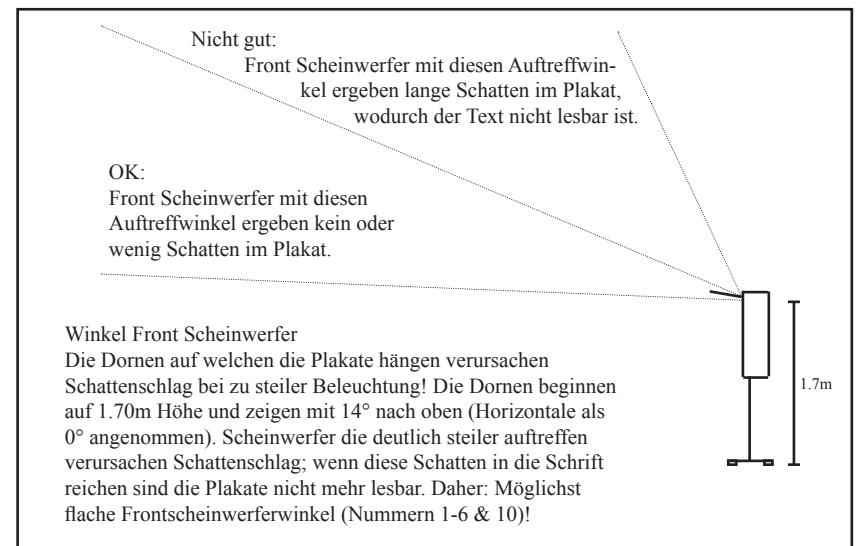 Nicht gut:
Front Scheinwerfer mit diesen Auftreffwin-
kel ergeben lange Schatten im Plakat,
wodurch der Text nicht lesbar ist.
OK:
Front Scheinwerfer mit diesen
Auftreffwinkel ergeben kein oder
wenig Schatten im Plakat.
Winkel Front Scheinwerfer
Die Dornen auf welchen die Plakate hängen verursachen
Schattenschlag bei zu steiler Beleuchtung! Die Dornen beginnen
auf 1.70m Höhe und zeigen mit 14° nach oben (Horizontale als
0° angenommen). Scheinwerfer die deutlich steiler auftreffen
verursachen Schattenschlag; wenn diese Schatten in die Schrift
reichen sind die Plakate nicht mehr lesbar. Daher: Möglichst
flache Frontscheinwerferwinkel (Nummern 1-6 & 10)!
1.7m